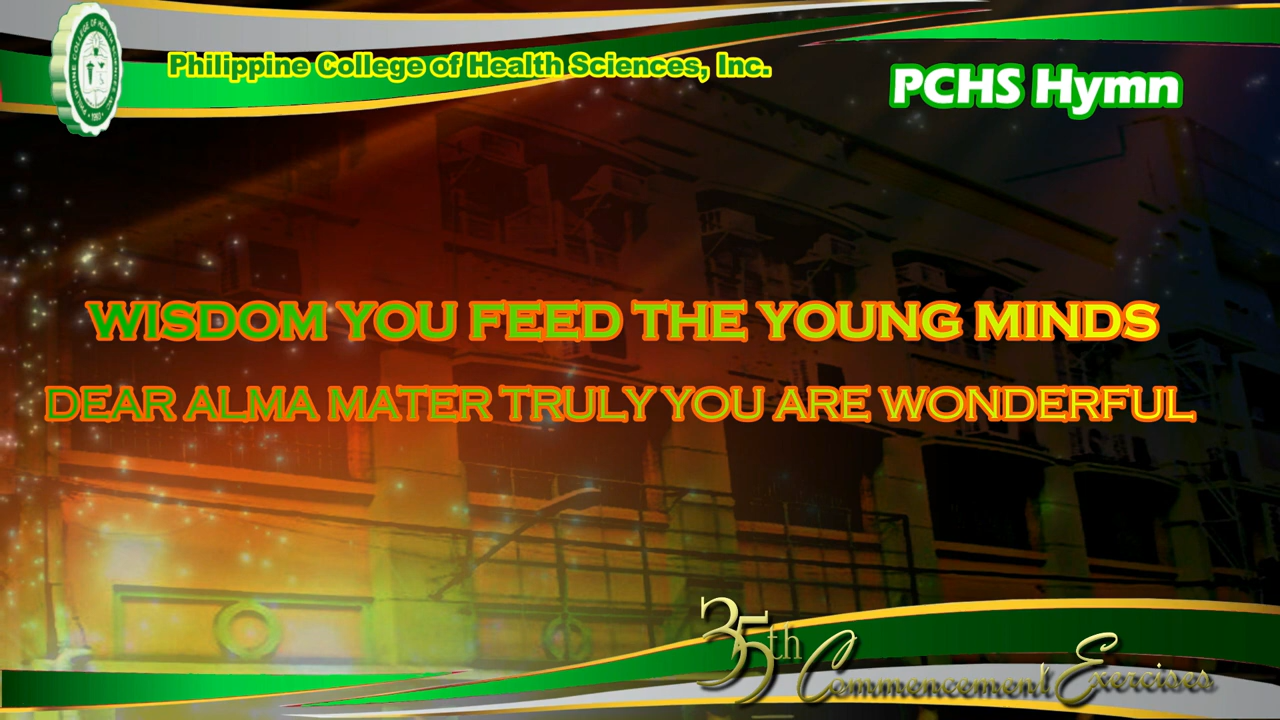 Philippine College of Health Sciences, Inc.
PCHS Hymn
WISDOM YOU FEED THE YOUNG MINDS
DEAR ALMA MATER TRULY YOU ARE WONDERFUL
35th Commencement Exercises